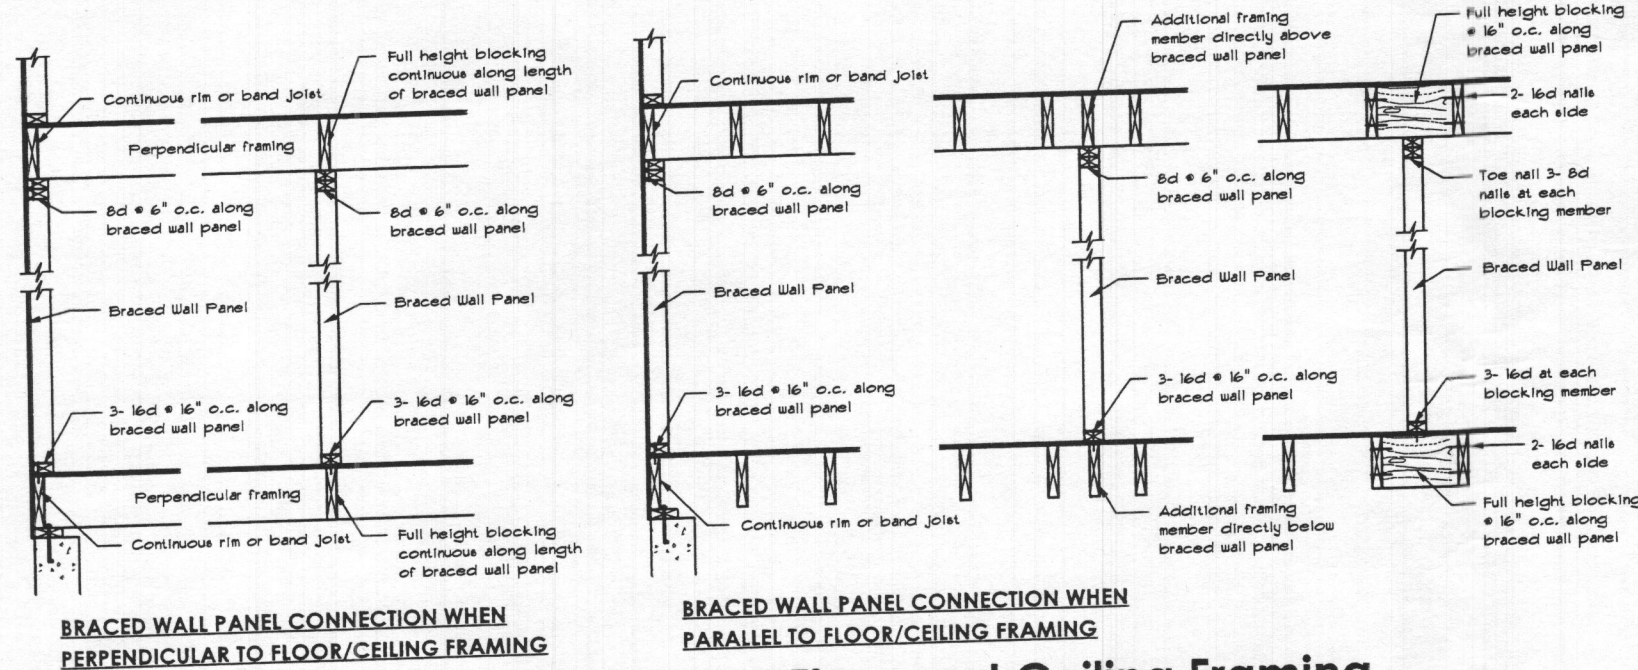 Full height blocking
continuous along length
of braced wall panel
Continuous rim or band joist
Perpendicular framing
8d @ 6" o.c. along
braced wall panel
8d @ 6" o.c. along
braced wall panel
Braced Wall Panel
Braced Wall Panel
3- 16d @ 16" o.c. along
braced wall panel
3- 16d @ 16" o.c. along
braced wall panel
Perpendicular framing
Continuous rim or band joist
Full height blocking
continuous along length
of braced wall panel
BRACED WALL PANEL CONNECTION WHEN
PERPENDICULAR TO FLOOR/CEILING FRAMING
Continuous rim or band joist
Additional framing
member directly above
braced wall panel
Full height blocking
@ 16" o.c. along
braced wall panel
2- 16d nails
each side
8d @ 6" o.c. along
braced wall panel
8d @ 6" o.c. along
braced wall panel
Toe nail 3- 8d
nails at each
blocking member
Braced Wall Panel
Braced Wall Panel
Braced Wall Panel
3- 16d @ 16" o.c. along
braced wall panel
3- 16d @ 16" o.c. along
braced wall panel
3- 16d at each
blocking member
2- 16d nails
each side
Continuous rim or band joist
Additional framing
member directly below
braced wall panel
Full height blocking
@ 16" o.c. along
braced wall panel
BRACED WALL PANEL CONNECTION WHEN
PARALLEL TO FLOOR/CEILING FRAMING
Ceiling Framing